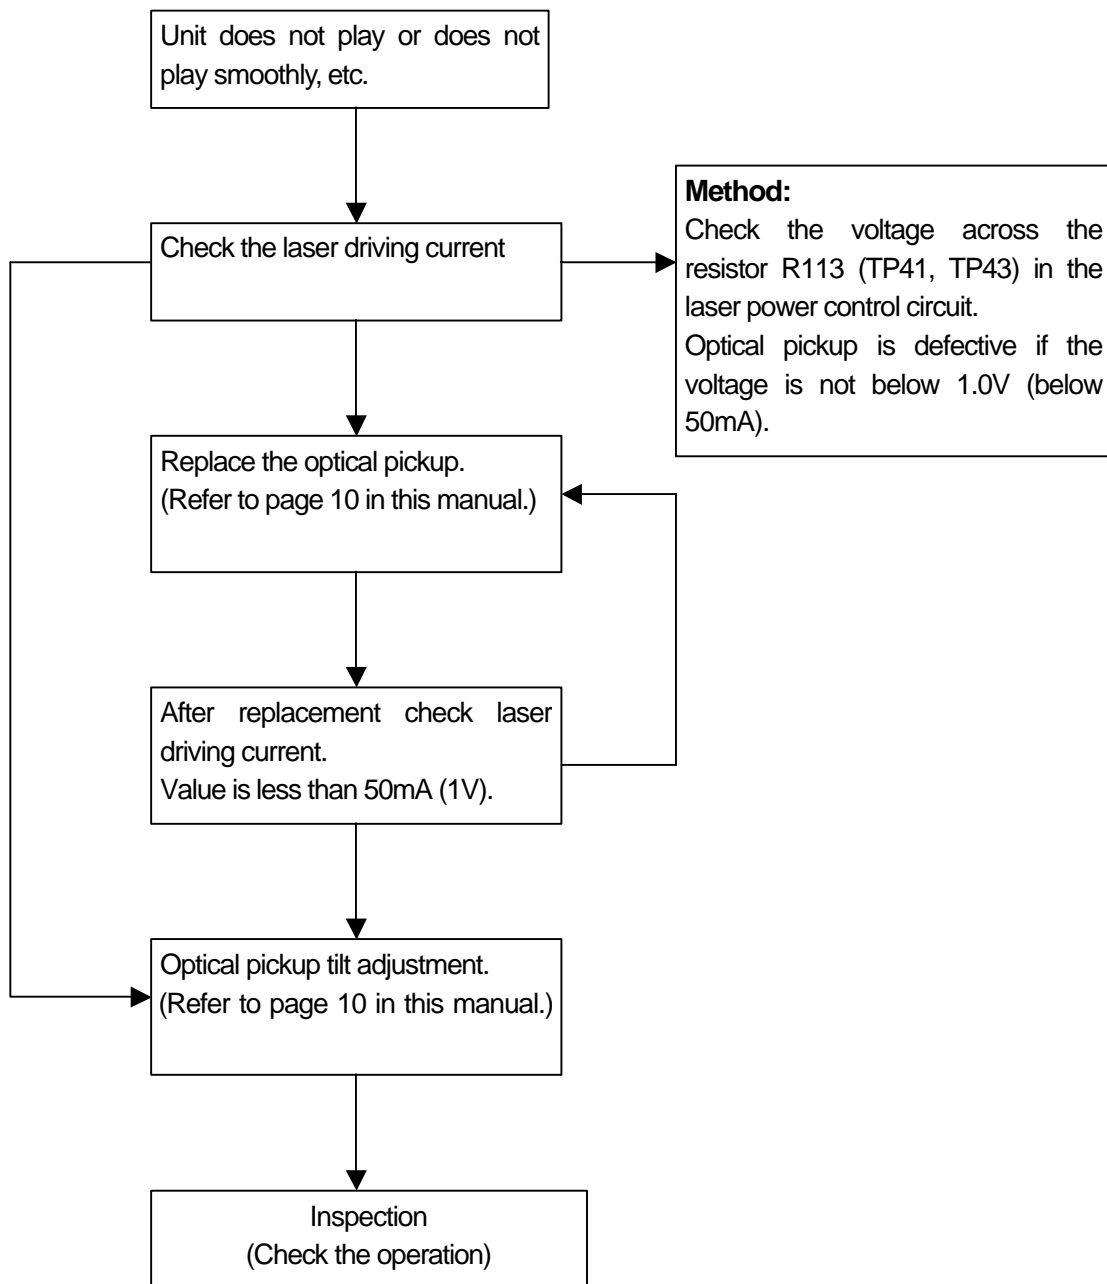 Unit does not play or does not
play smoothly, etc.
Check the laser driving current
Method:
Check the voltage across the
resistor R113 (TP41, TP43) in the
laser power control circuit.
Optical pickup is defective if the
voltage is not below 1.0V (below
50mA).
Replace the optical pickup.
(Refer to page 10 in this manual.)
After replacement check laser
driving current.
Value is less than 50mA (1V).
Optical pickup tilt adjustment.
(Refer to page 10 in this manual.)
Inspection
(Check the operation)